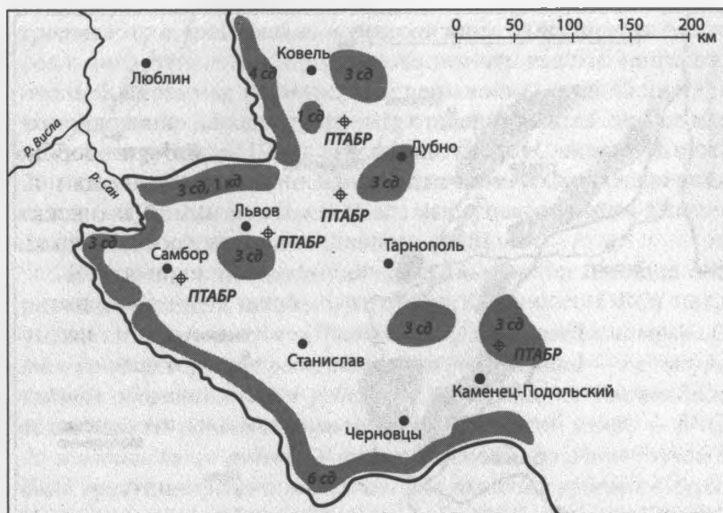 0 50 100 150 200
км
Ковель
Люблин
4 сд
3 сд
1 сд
ПТАБР
р. Висла
р. Сан
Дубно
3 сд, 1 кд
3 сд
ПТАБР
Львов
ПТАБР
3 сд
3 сд
Тарнополь
Самбор
ПТАБР
3 сд
3 сд
ПТАБР
Станислав
Каменец-Подольский
Черновцы
6 сд